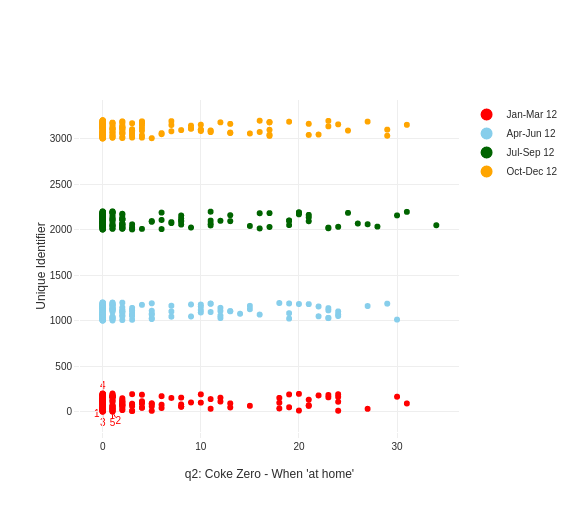 Jan-Mar 12
Apr-Jun 12
Jul-Sep 12
Oct-Dec 12
3000
2500
2000
1500
1000
500
0
Unique Identifier
4
1
3
5
2
0
10
20
30
q2: Coke Zero - When 'at home'